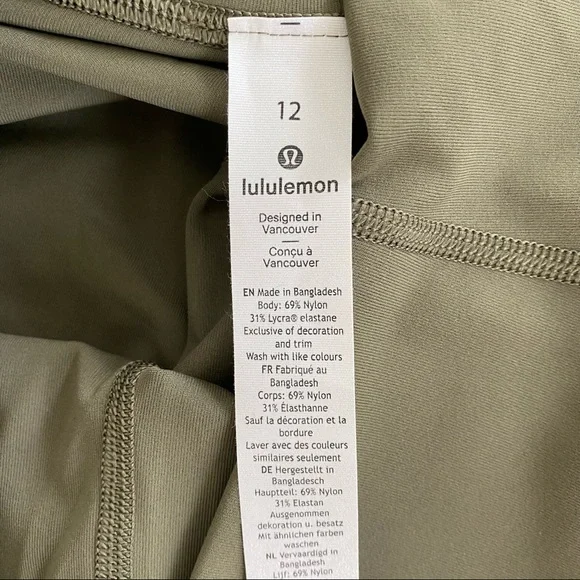 12
lululemon
Designed in
Vancouver
Conçu à
Vancouver
EN Made in Bangladesh
Body: 69% Nylon
31% Lycra® elastane
Exclusive of decoration
and trim
Wash with like colours
FR Fabriqué au
Bangladesh
Corps: 69% Nylon
31% Élasthanne
Sauf la décoration et la
bordure
Laver avec des couleurs
similaires seulement
DE Hergestellt in
Bangladesch
Hauptteil: 69% Nylon
31% Elastan
Ausgenommen
dekoration u. besatz
Mit ähnlichen farben
waschen
NL Vervaardigd in
Bangladesh
Lijf: 69% Nylon